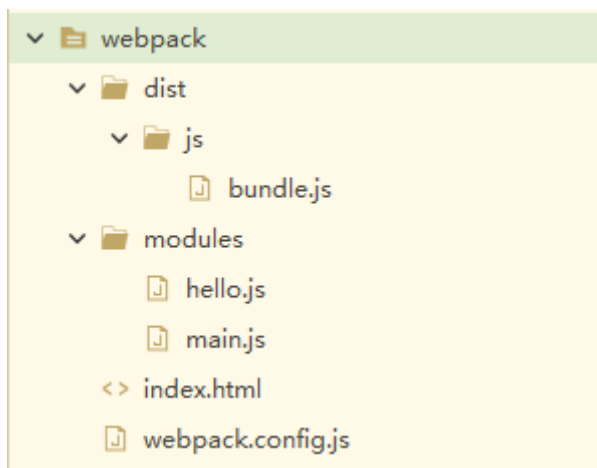 webpack
dist
js
bundle.js
modules
hello.js
main.js
index.html
webpack.config.js